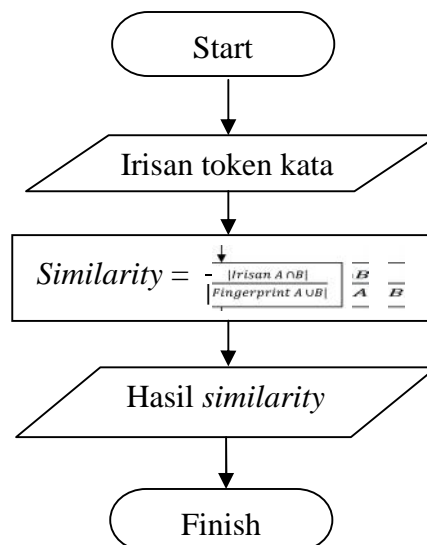 Start
Irisan token kata
Similarity = |Irisan A ∩B| B
|Fingerprint A ∪B| A B
Hasil similarity
Finish